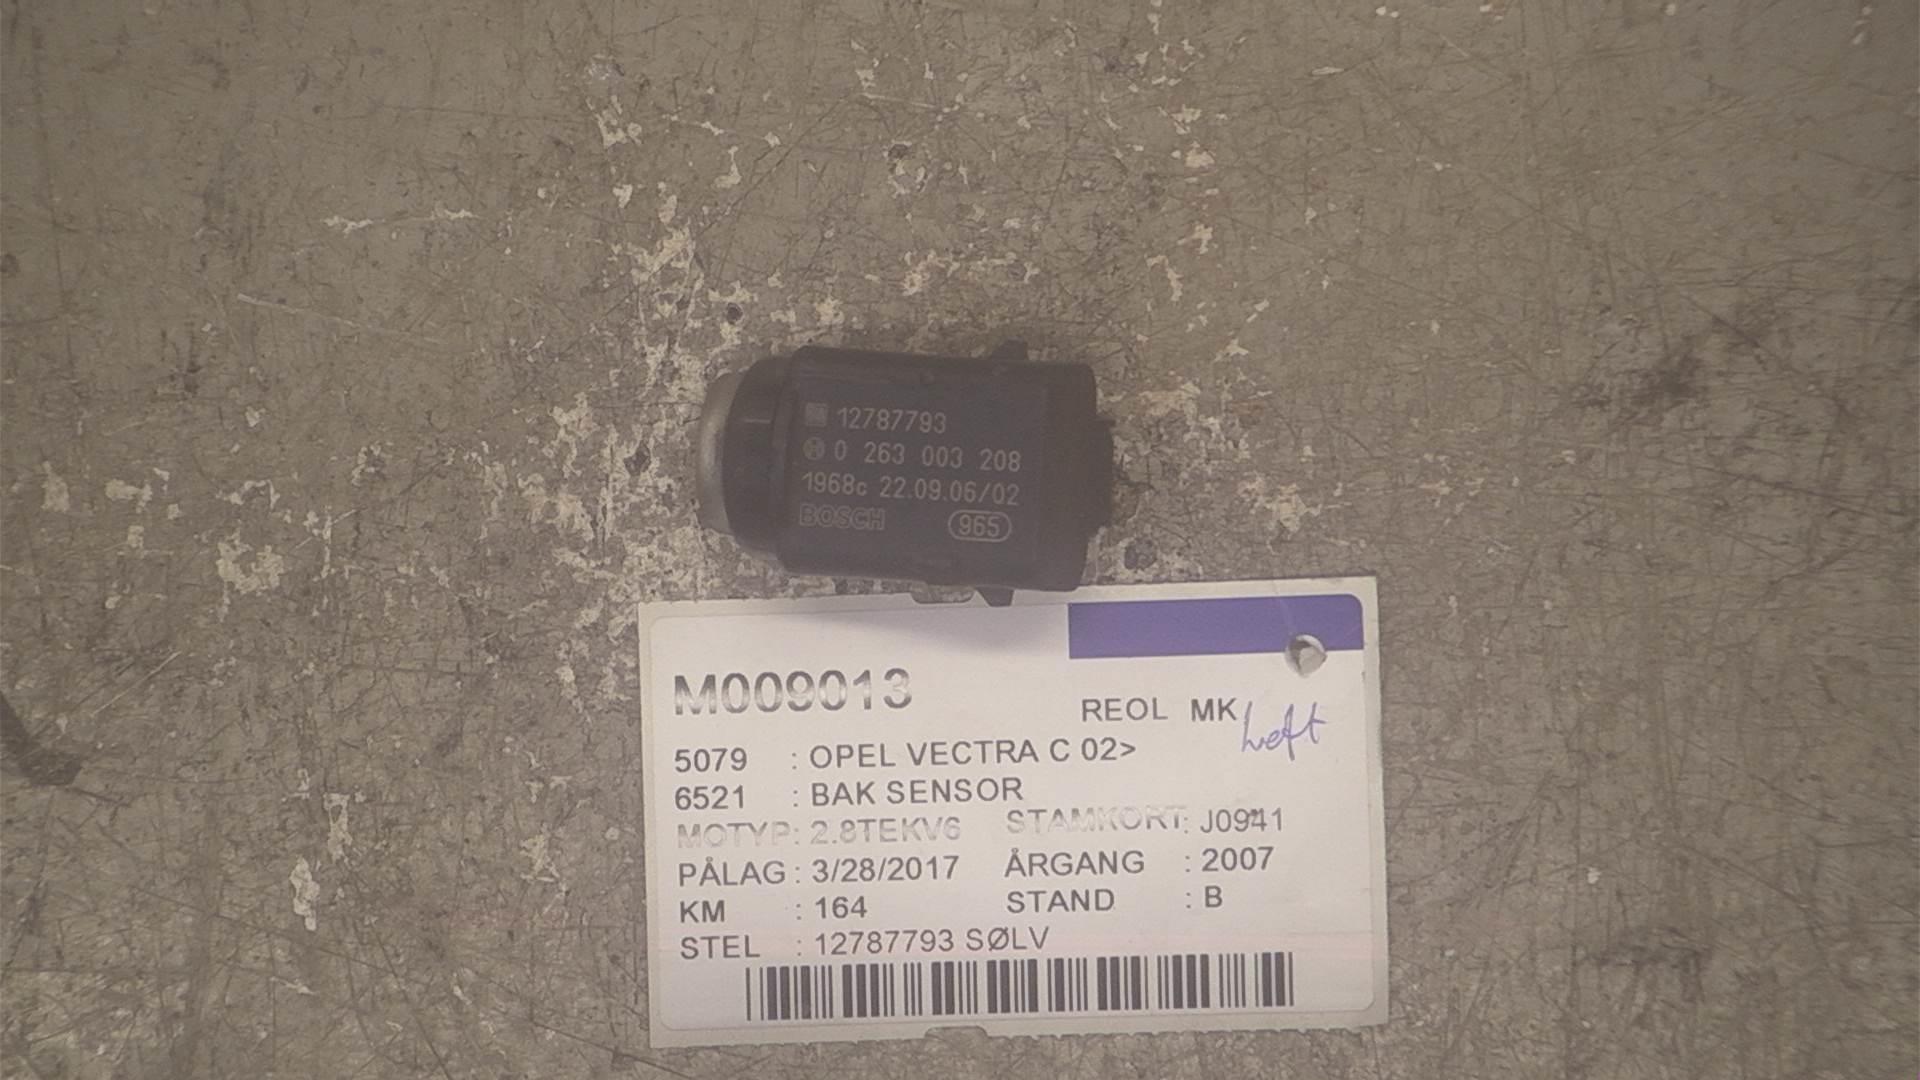 12787793
0 263 003 208
1968c 22.09.06/02
BOSCH 965
M009013
REOL MK
5079 : OPEL VECTRA C 02>
6521 : BAK SENSOR
MOTYP: 2.8TEKV6 STAMKORT: J0941
PÅLAG : 3/28/2017 ÅRGANG : 2007
KM : 164 STAND : B
STEL : 12787793 SØLV